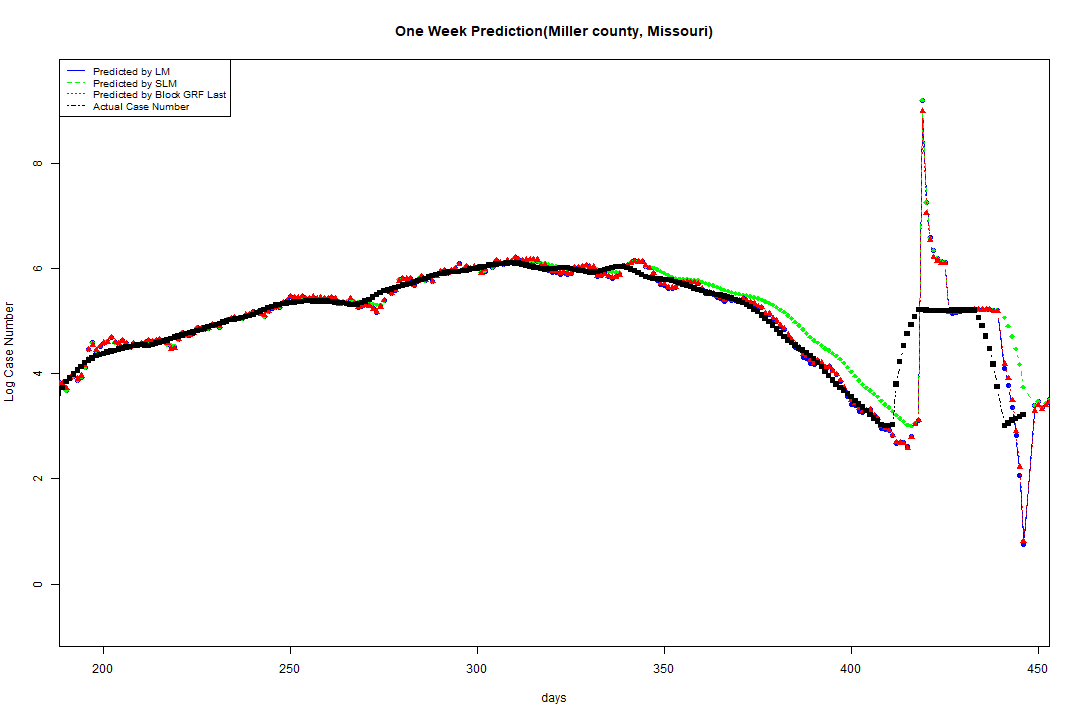 One Week Prediction(Miller county, Missouri)
Predicted by LM
Predicted by SLM
Predicted by Block GRF Last
Actual Case Number
Log Case Number
8
6
4
2
0
200 250 300 350 400 450
days